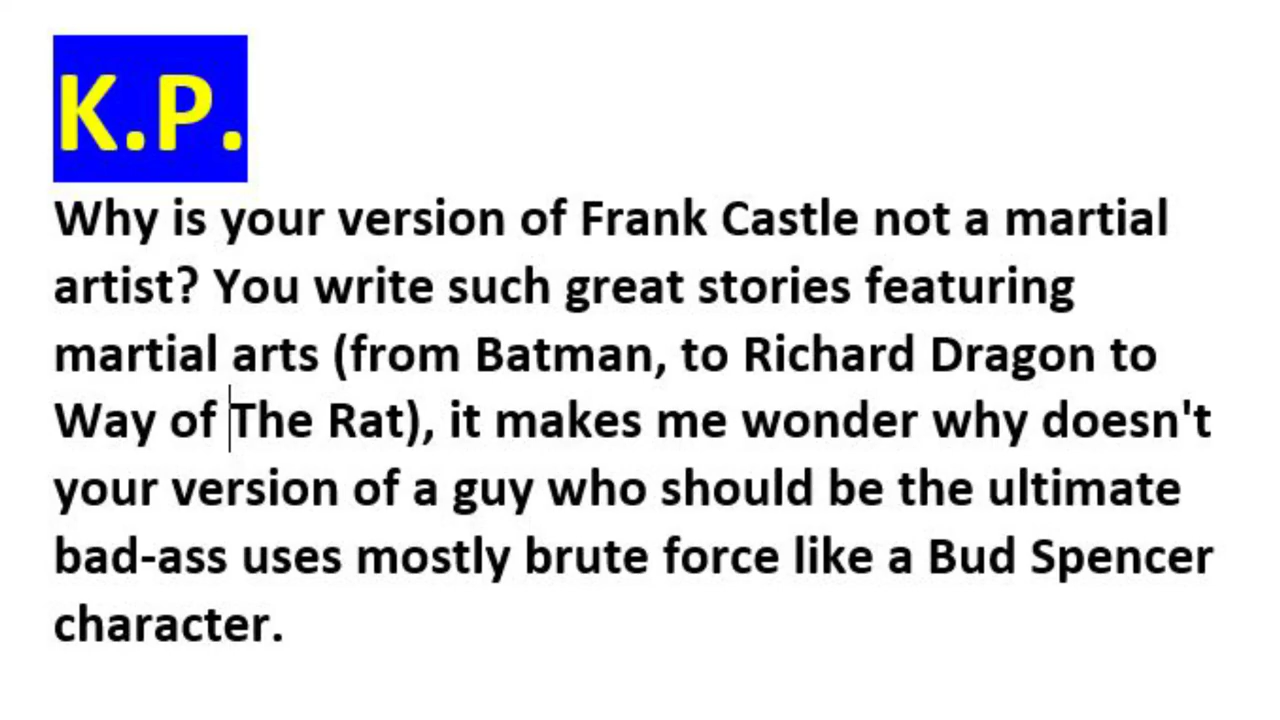 K.P.
Why is your version of Frank Castle not a martial
artist? You write such great stories featuring
martial arts (from Batman, to Richard Dragon to
Way of The Rat), it makes me wonder why doesn't
your version of a guy who should be the ultimate
bad-ass uses mostly brute force like a Bud Spencer
character.